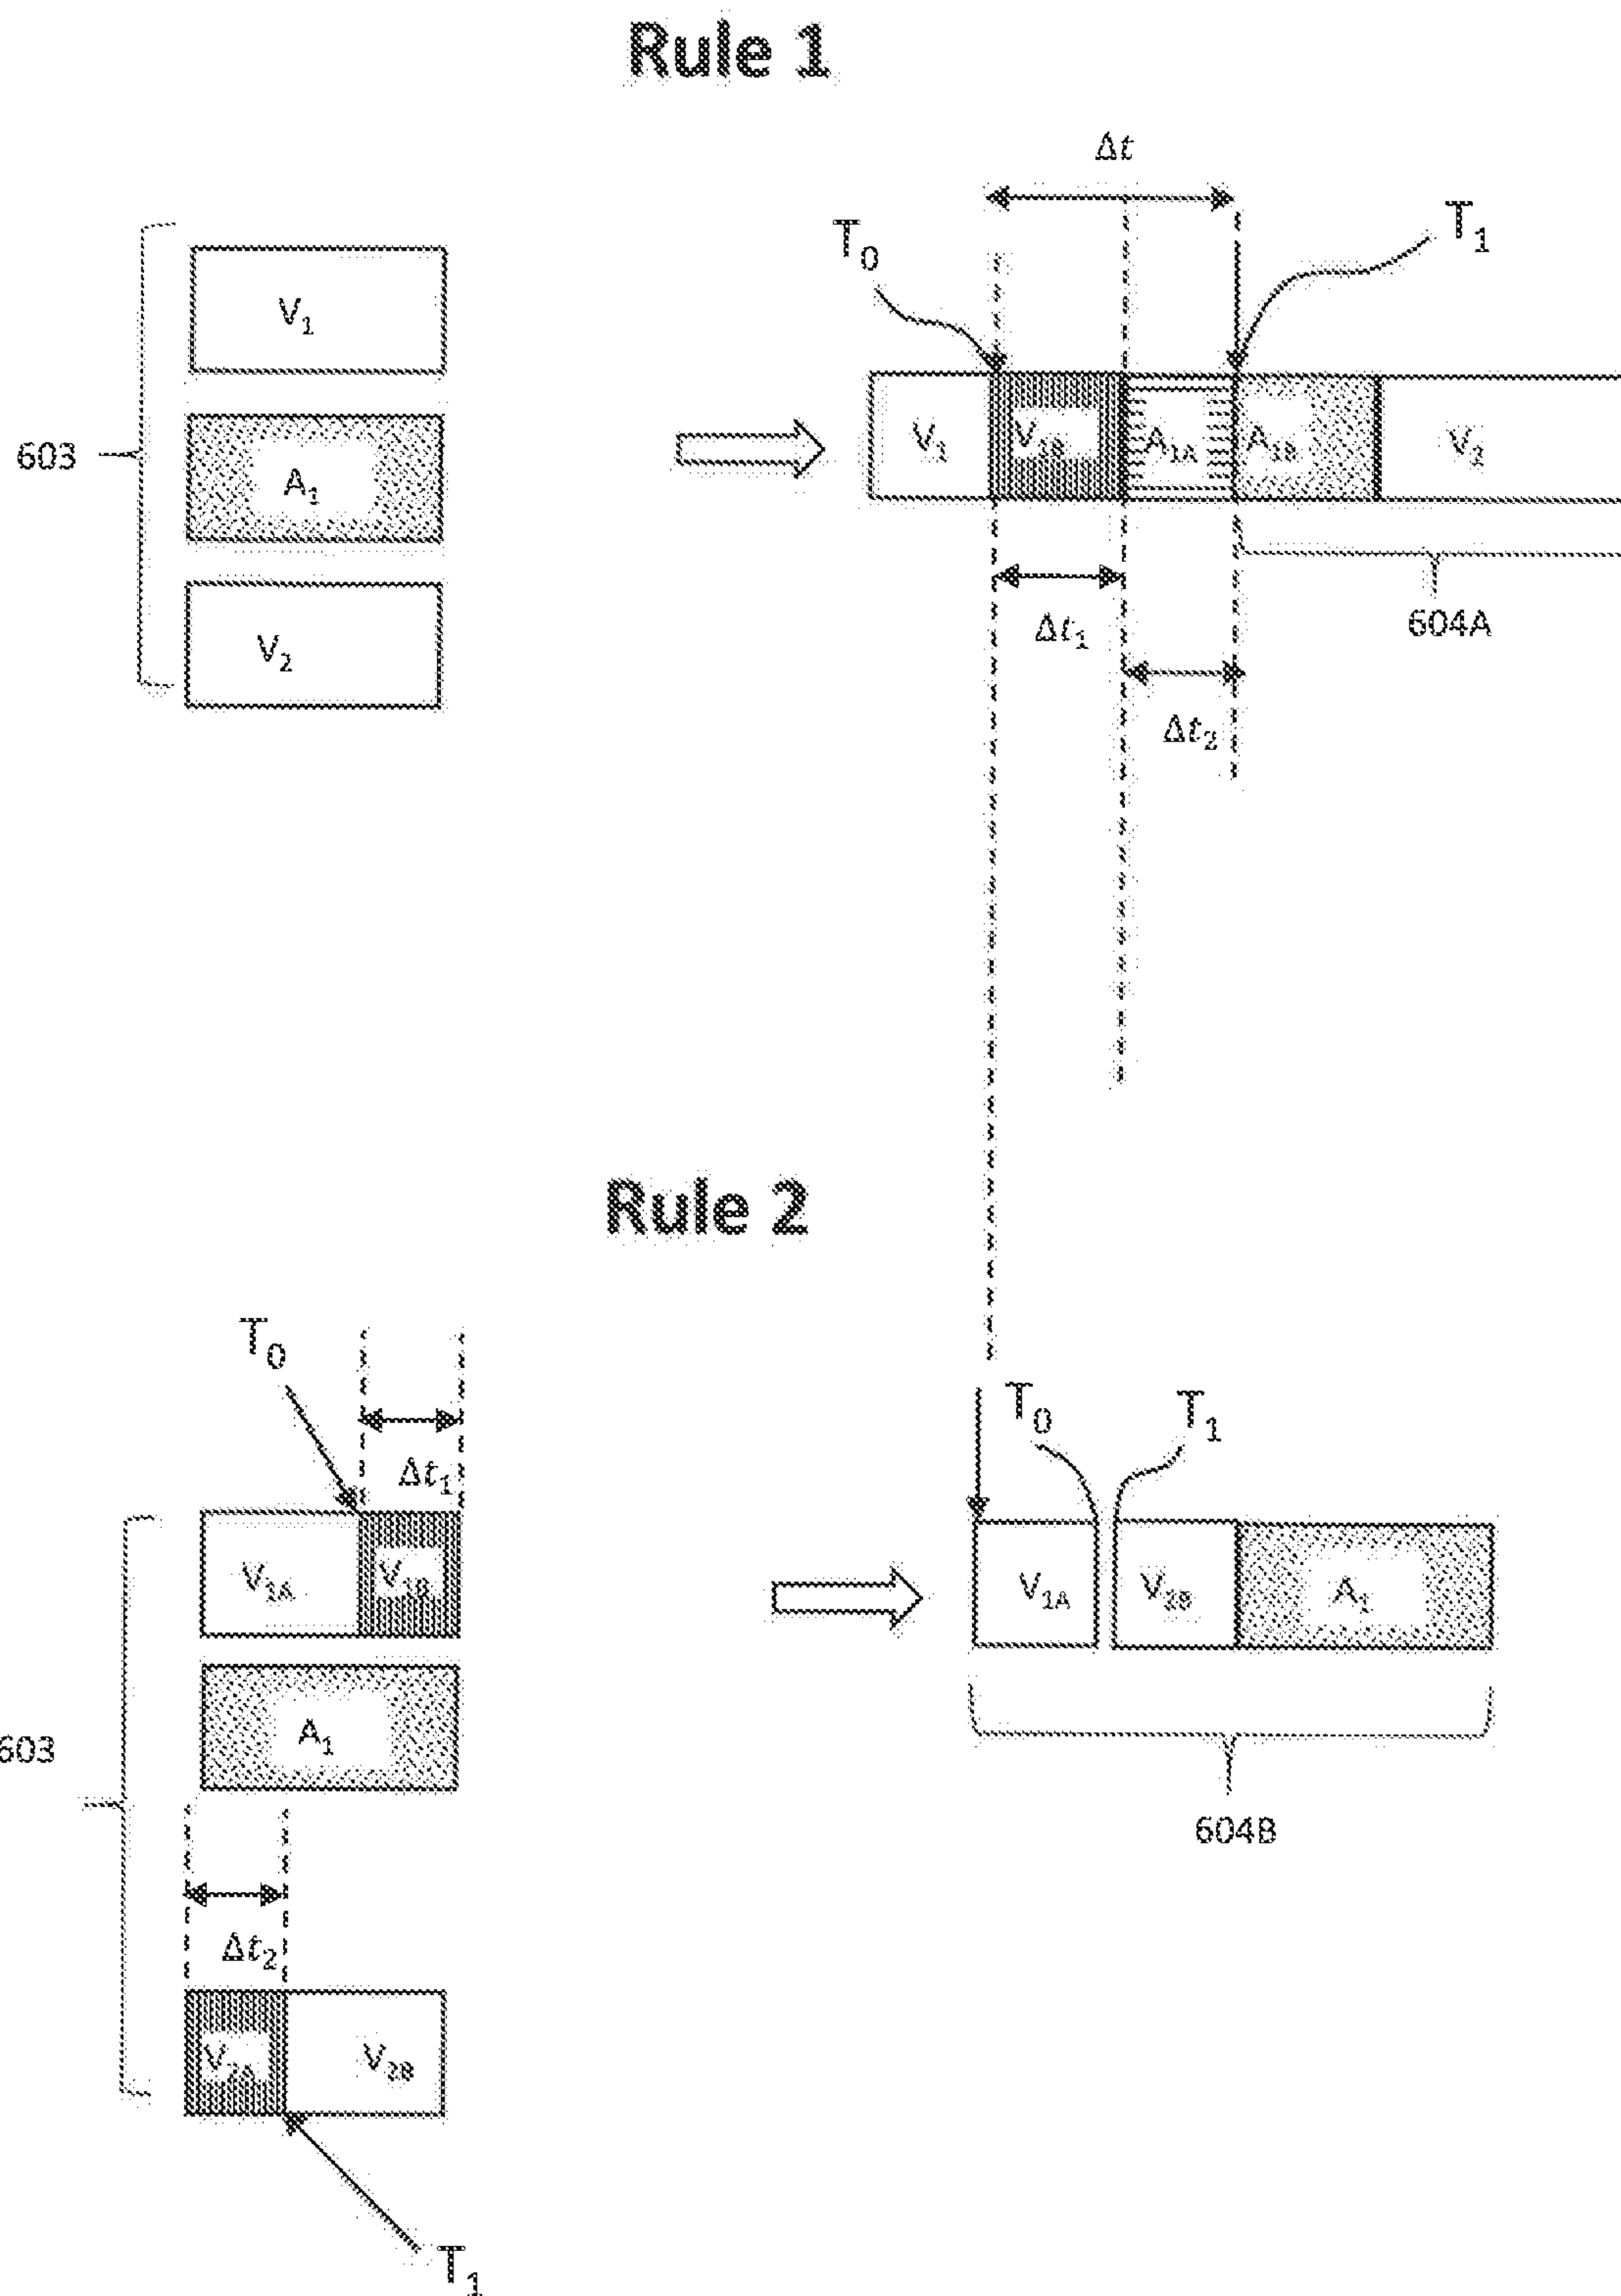 Rule 1
Δt
T₀
T₁
V₁
603
A₁
V₂
V₁
V₁B
A₁A
A₁B
V₂
Δt₁
Δt₂
604A
Rule 2
T₀
Δt₁
V₁A
V₁B
603
A₁
Δt₂
V₂A
V₂B
T₁
T₀
T₁
V₁A
V₂B
A₁
604B